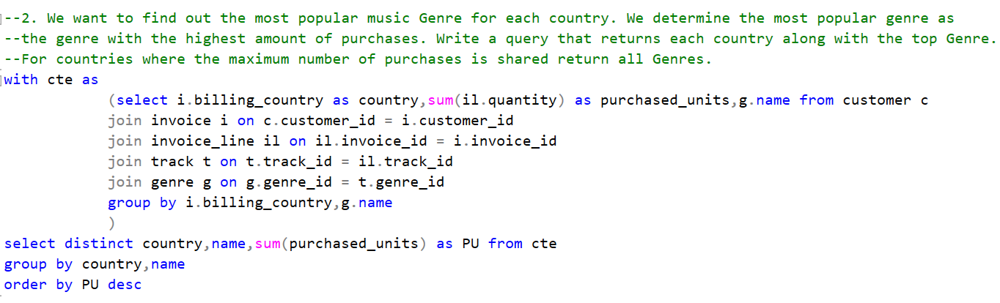 --2. We want to find out the most popular music Genre for each country. We determine the most popular genre as
--the genre with the highest amount of purchases. Write a query that returns each country along with the top Genre.
--For countries where the maximum number of purchases is shared return all Genres.
with cte as
(select i.billing_country as country,sum(il.quantity) as purchased_units,g.name from customer c
join invoice i on c.customer_id = i.customer_id
join invoice_line il on il.invoice_id = i.invoice_id
join track t on t.track_id = il.track_id
join genre g on g.genre_id = t.genre_id
group by i.billing_country,g.name
)
select distinct country,name,sum(purchased_units) as PU from cte
group by country,name
order by PU desc